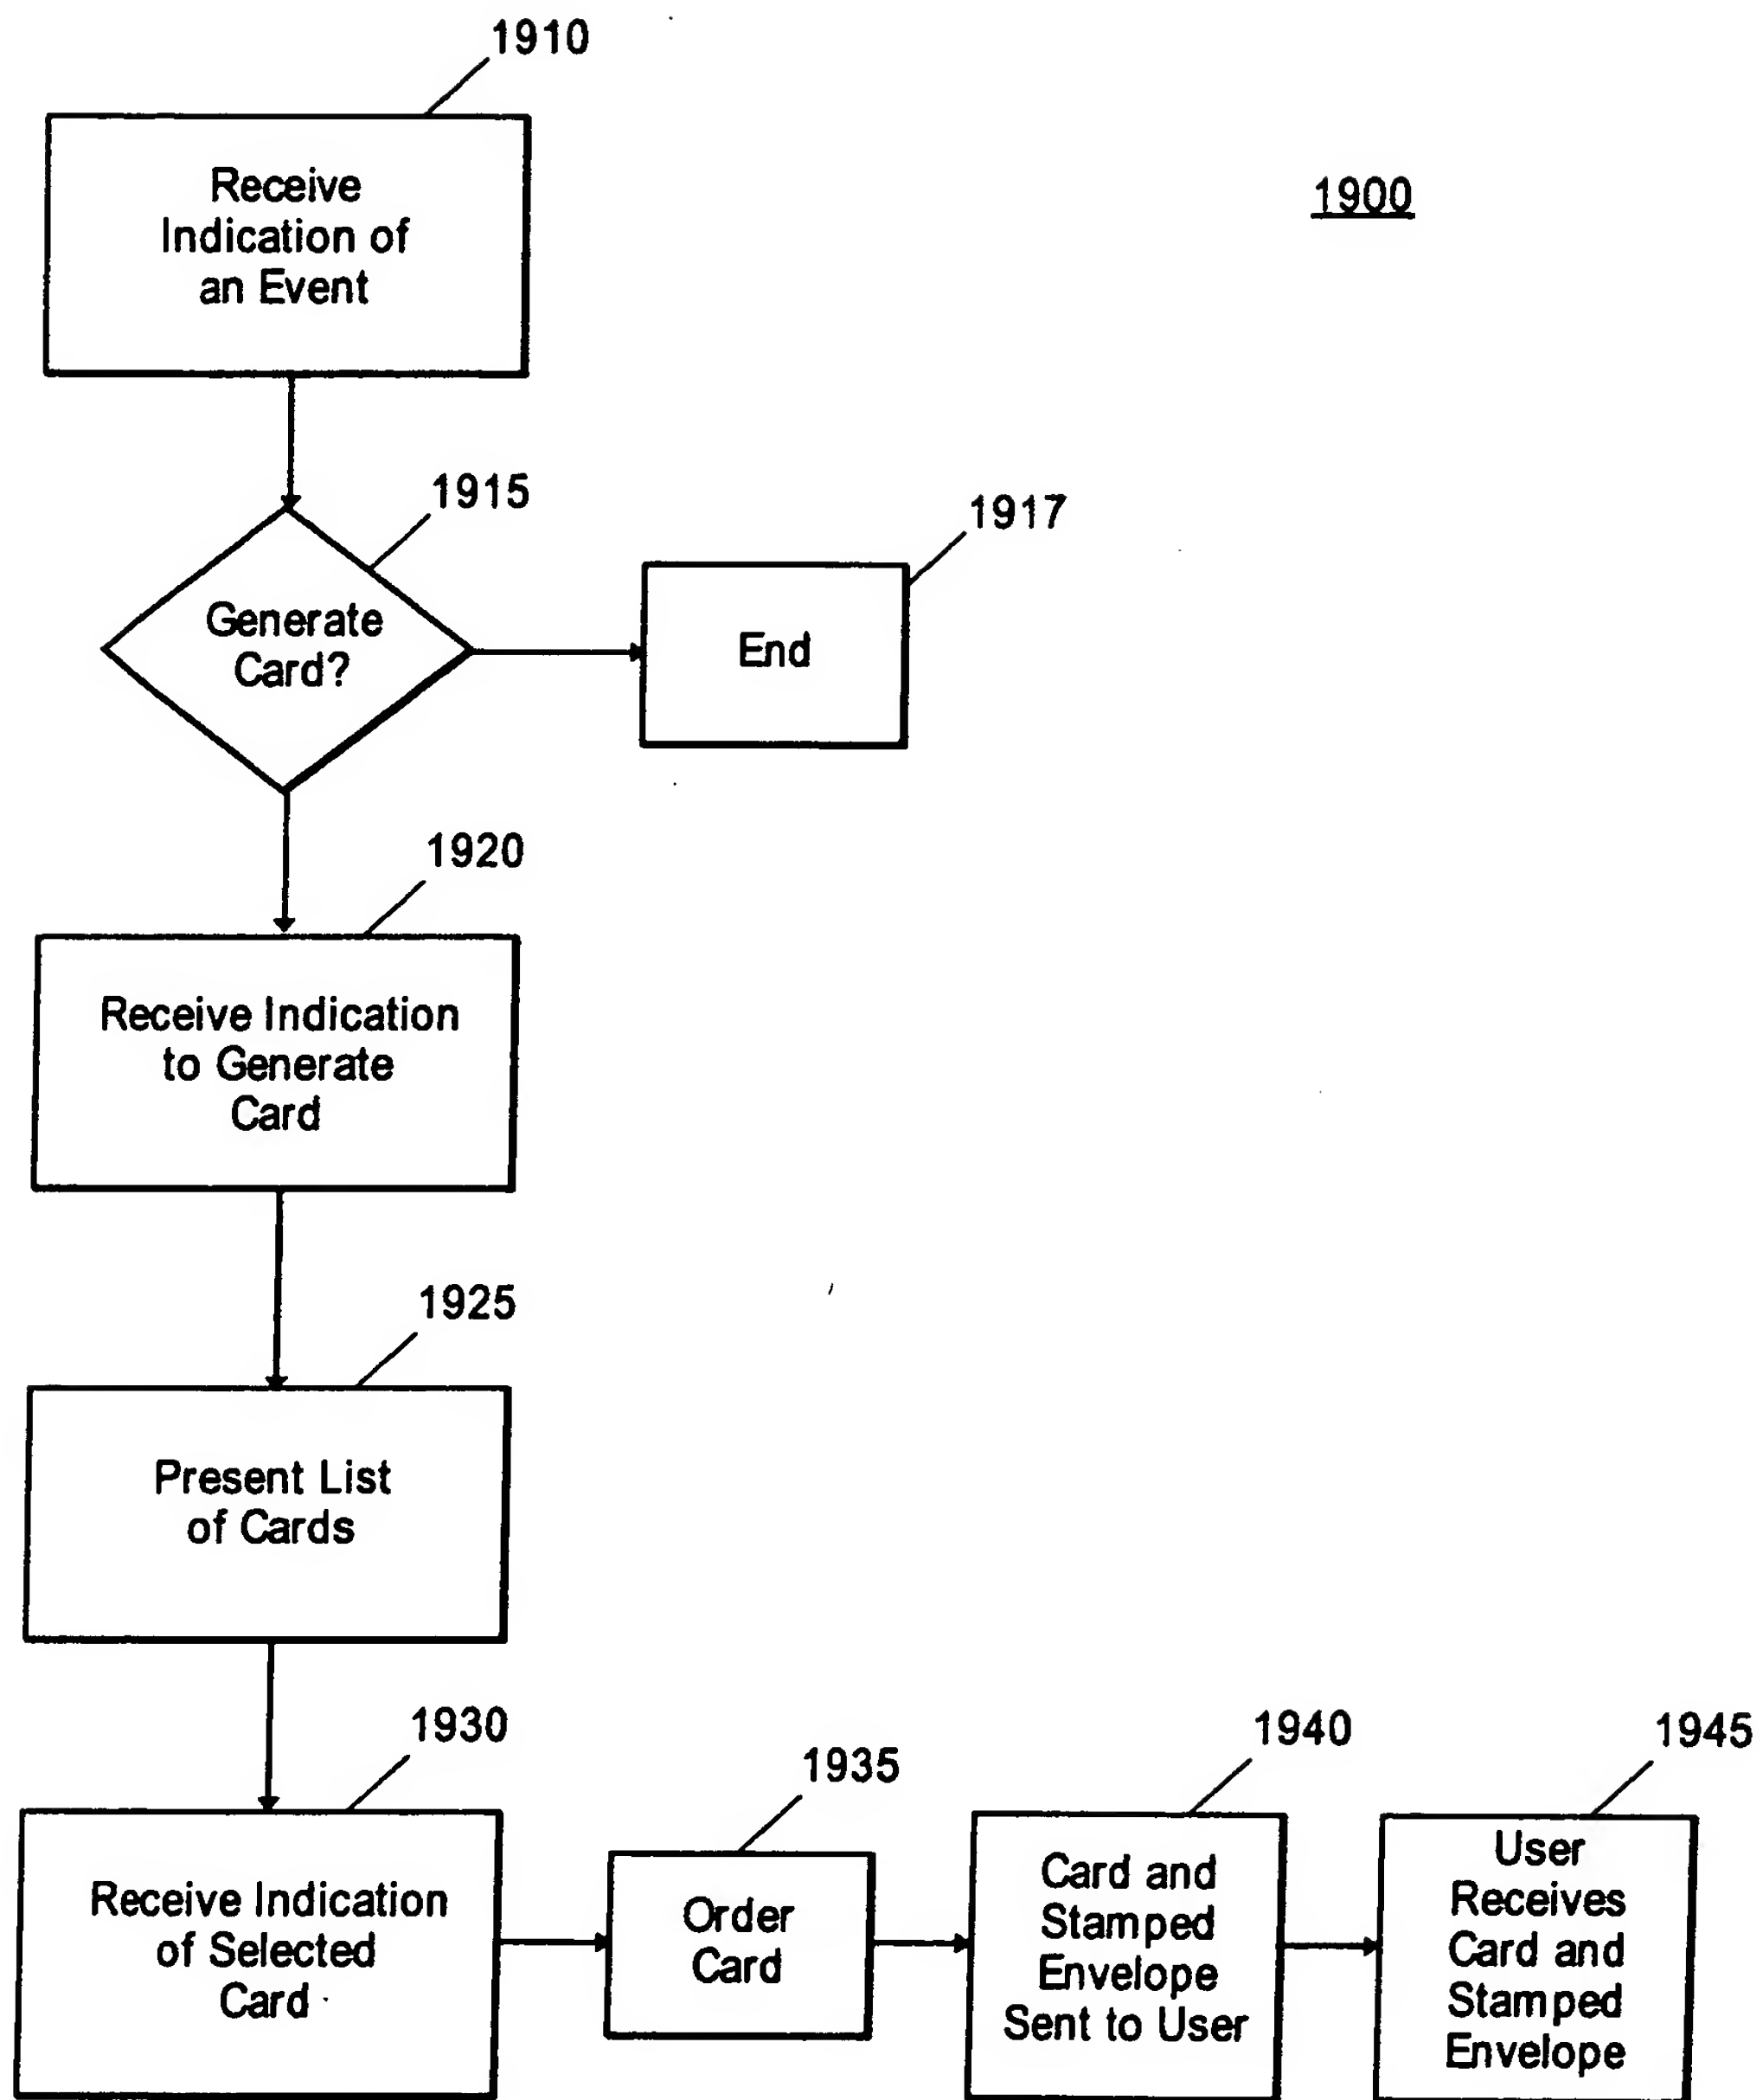 1910
Receive
Indication of
an Event
1900
1915
Generate
Card?
1917
End
1920
Receive Indication
to Generate
Card
1925
Present List
of Cards
1930
Receive Indication
of Selected
Card
1935
Order
Card
1940
Card and
Stamped
Envelope
Sent to User
1945
User
Receives
Card and
Stamped
Envelope